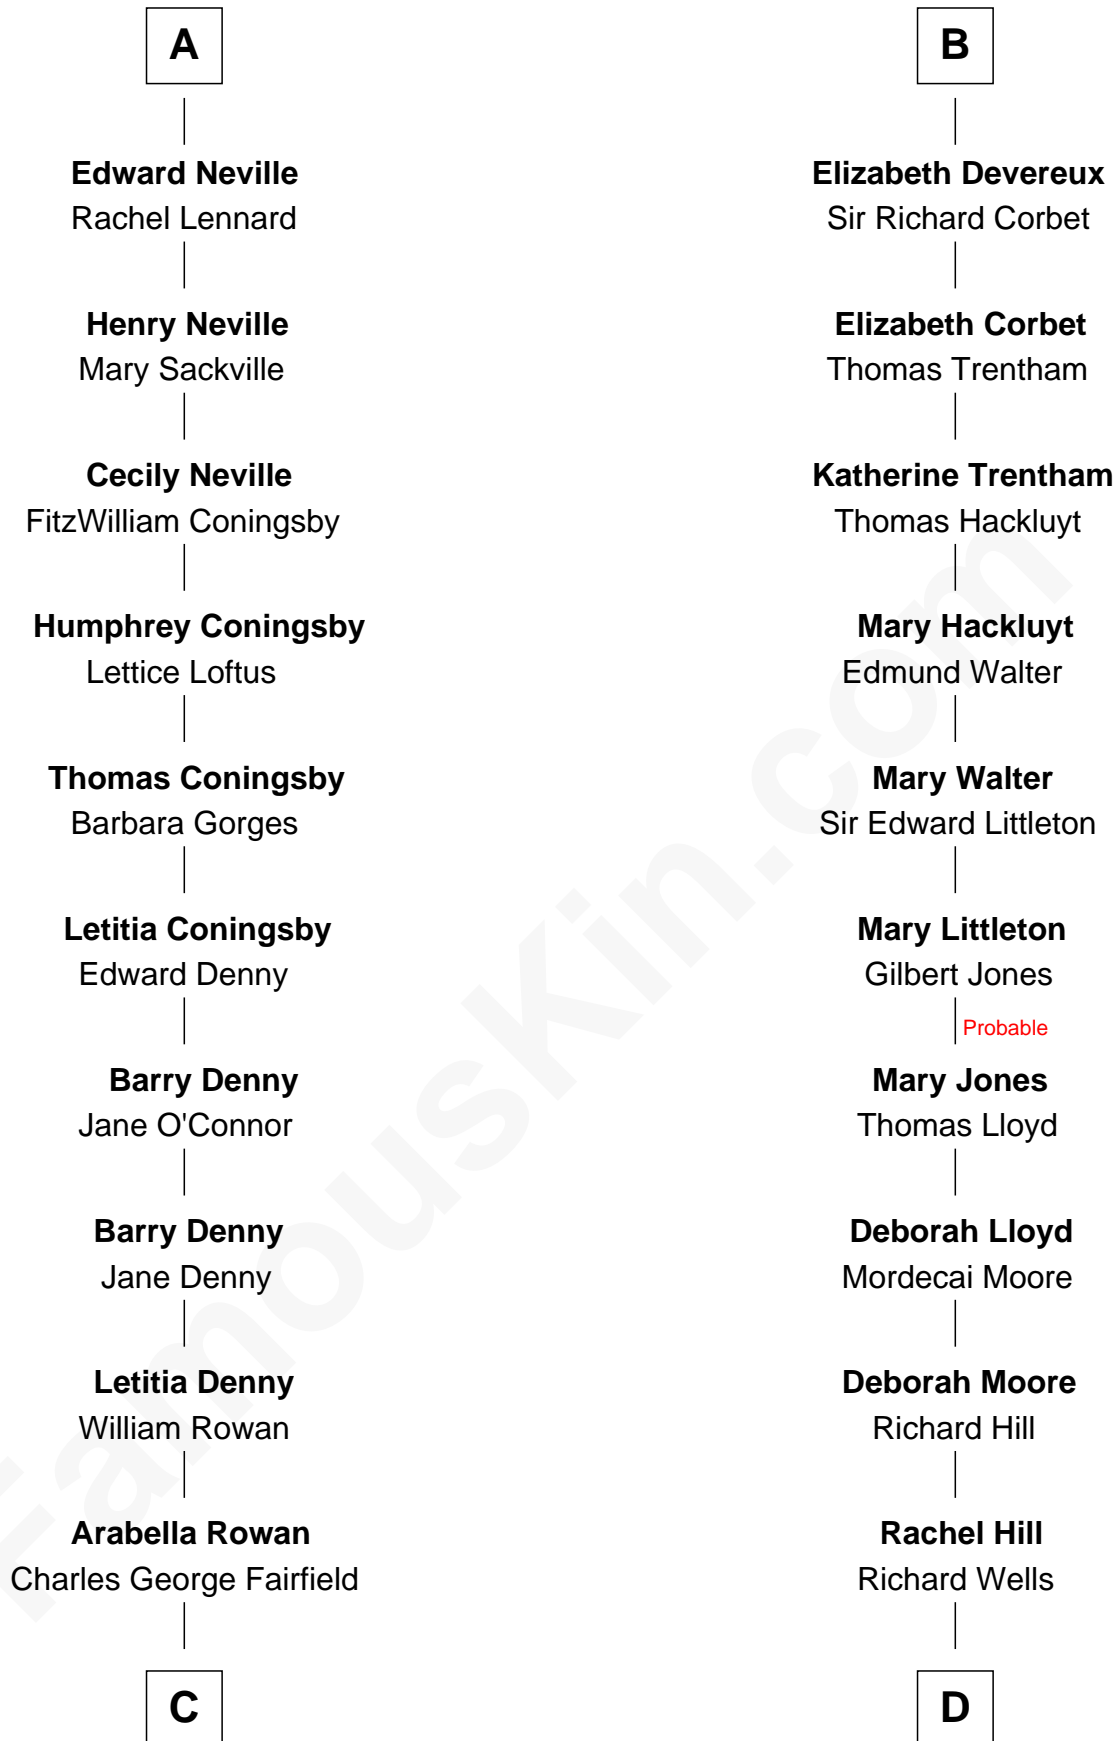 A
B
Edward Neville
Rachel Lennard
Elizabeth Devereux
Sir Richard Corbet
Henry Neville
Mary Sackville
Elizabeth Corbet
Thomas Trentham
Cecily Neville
FitzWilliam Coningsby
Katherine Trentham
Thomas Hackluyt
Humphrey Coningsby
Lettice Loftus
Mary Hackluyt
Edmund Walter
Thomas Coningsby
Barbara Gorges
Mary Walter
Sir Edward Littleton
Letitia Coningsby
Edward Denny
Mary Littleton
Gilbert Jones
Probable
Barry Denny
Jane O'Connor
Mary Jones
Thomas Lloyd
Barry Denny
Jane Denny
Deborah Lloyd
Mordecai Moore
Letitia Denny
William Rowan
Deborah Moore
Richard Hill
Arabella Rowan
Charles George Fairfield
Rachel Hill
Richard Wells
C
D
FamousKin.com